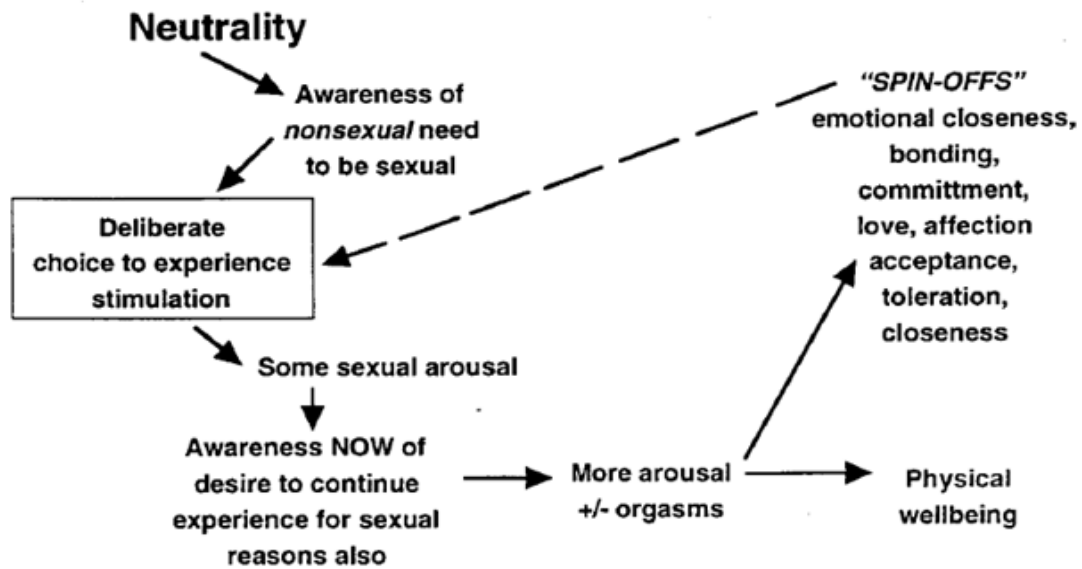 Neutrality
Awareness of
nonsexual need
to be sexual
Deliberate
choice to experience
stimulation
Some sexual arousal
Awareness NOW of
desire to continue
experience for sexual
reasons also
More arousal
+/- orgasms
"SPIN-OFFS"
emotional closeness,
bonding,
committment,
love, affection
acceptance,
toleration,
closeness
Physical
wellbeing